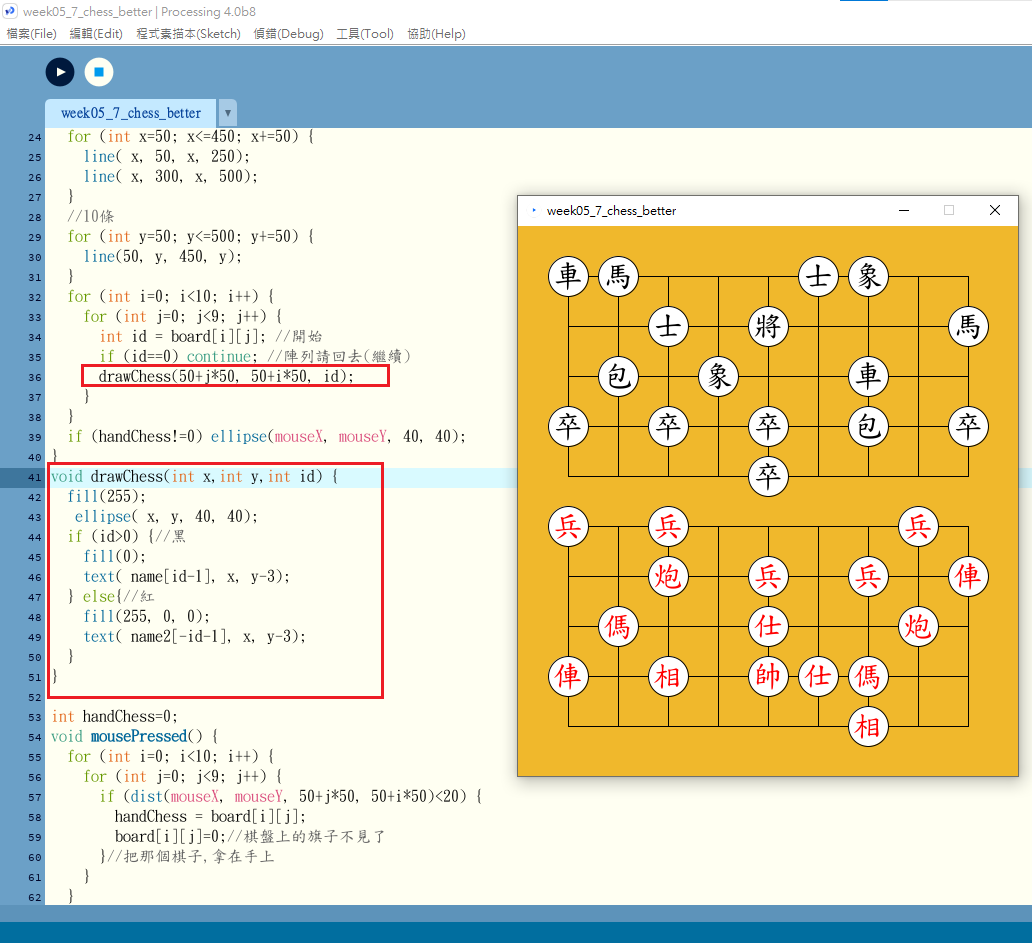 week05_7_chess_better | Processing 4.0b8
檔案(File) 編輯(Edit) 程式素描本(Sketch) 偵錯(Debug) 工具(Tool) 協助(Help)
week05_7_chess_better
24 for (int x=50; x<=450; x+=50) {
25 line( x, 50, x, 250);
26 line( x, 300, x, 500);
27 }
28 //10條
29 for (int y=50; y<=500; y+=50) {
30 line(50, y, 450, y);
31 }
32 for (int i=0; i<10; i++) {
33 for (int j=0; j<9; j++) {
34 int id = board[i][j]; //開始
35 if (id==0) continue; //陣列請回去(繼續)
36 drawChess(50+j*50, 50+i*50, id);
37 }
38 }
39 if (handChess!=0) ellipse(mouseX, mouseY, 40, 40);
40 }
41 void drawChess(int x,int y,int id) {
42 fill(255);
43 ellipse( x, y, 40, 40);
44 if (id>0) {//黑
45 fill(0);
46 text( name[id-1], x, y-3);
47 } else{//紅
48 fill(255, 0, 0);
49 text( name2[-id-1], x, y-3);
50 }
51 }
52
53 int handChess=0;
54 void mousePressed() {
55 for (int i=0; i<10; i++) {
56 for (int j=0; j<9; j++) {
57 if (dist(mouseX, mouseY, 50+j*50, 50+i*50)<20) {
58 handChess = board[i][j];
59 board[i][j]=0;//棋盤上的旗子不見了
60 }//把那個棋子,拿在手上
61 }
62 }
week05_7_chess_better
車 馬 士 象
士 將 馬
包 象 車
卒 卒 卒 包 卒
卒
兵 兵 兵
炮 兵 兵 俥
傌 仕 炮
俥 相 帥 仕 傌
相